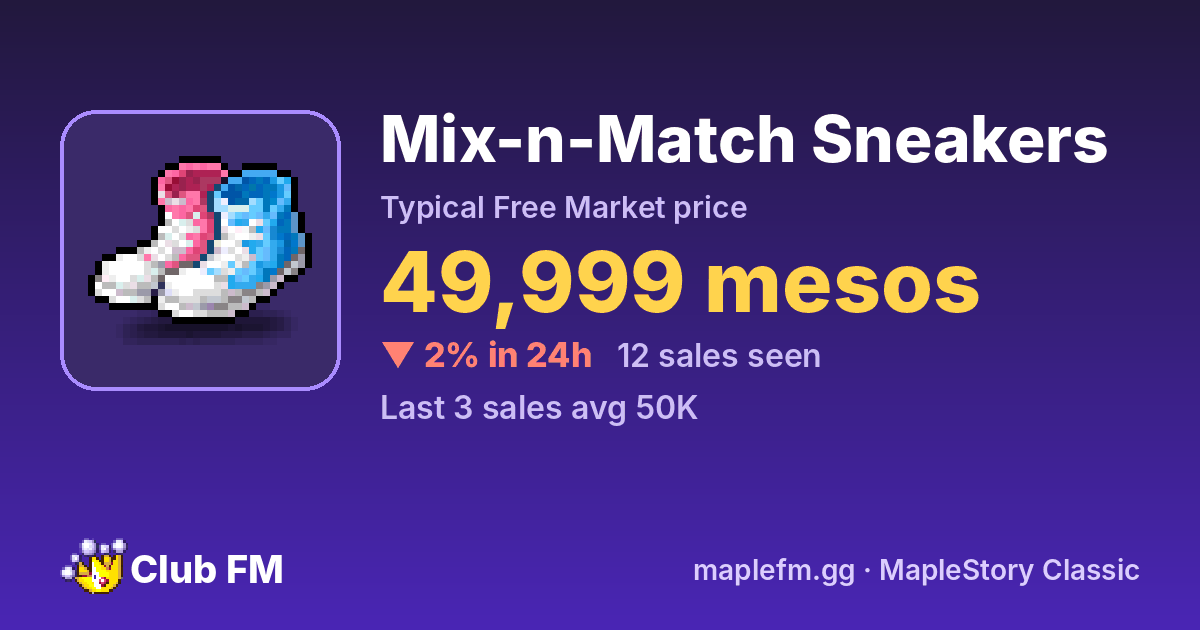 Mix-n-Match Sneakers
Typical Free Market price
49,999 mesos
▼ 2% in 24h 12 sales seen
Last 3 sales avg 50K
Club FM
maplefm.gg · MapleStory Classic